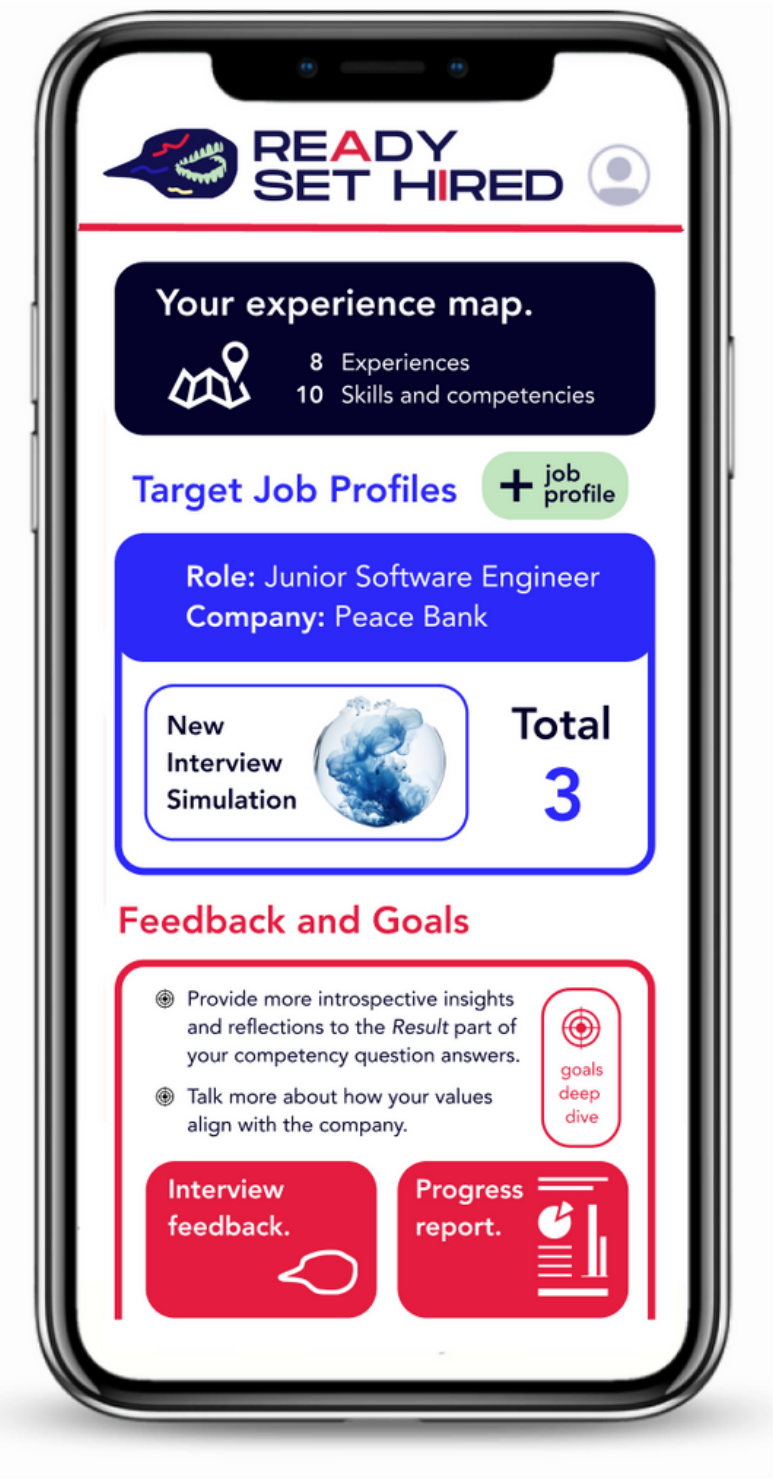 READY
SET HIRED
Your experience map.
8 Experiences
10 Skills and competencies
Target Job Profiles
+ job
profile
Role: Junior Software Engineer
Company: Peace Bank
New
Interview
Simulation
Total
3
Feedback and Goals
Provide more introspective insights
and reflections to the Result part of
your competency question answers.
Talk more about how your values
align with the company.
goals
deep
dive
Interview
feedback.
Progress
report.